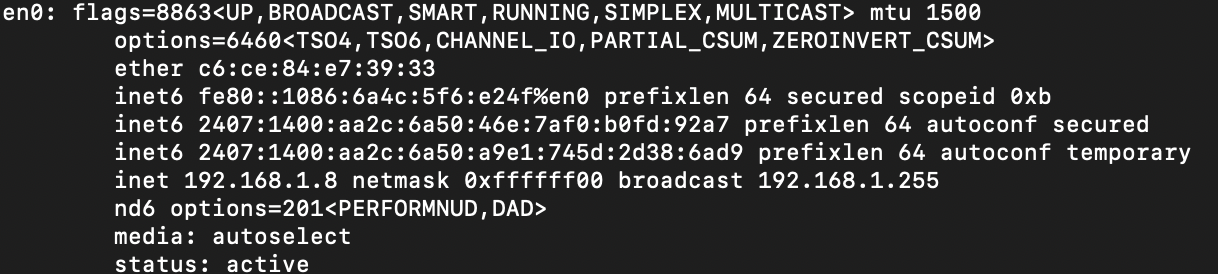 en0: flags=8863<UP,BROADCAST,SMART,RUNNING,SIMPLEX,MULTICAST> mtu 1500
options=6460<TSO4,TSO6,CHANNEL_IO,PARTIAL_CSUM,ZEROINVERT_CSUM>
ether c6:ce:84:e7:39:33
inet6 fe80::1086:6a4c:5f6:e24f%en0 prefixlen 64 secured scopeid 0xb
inet6 2407:1400:aa2c:6a50:46e:7af0:b0fd:92a7 prefixlen 64 autoconf secured
inet6 2407:1400:aa2c:6a50:a9e1:745d:2d38:6ad9 prefixlen 64 autoconf temporary
inet 192.168.1.8 netmask 0xffffff00 broadcast 192.168.1.255
nd6 options=201<PERFORMNUD,DAD>
media: autoselect
status: active